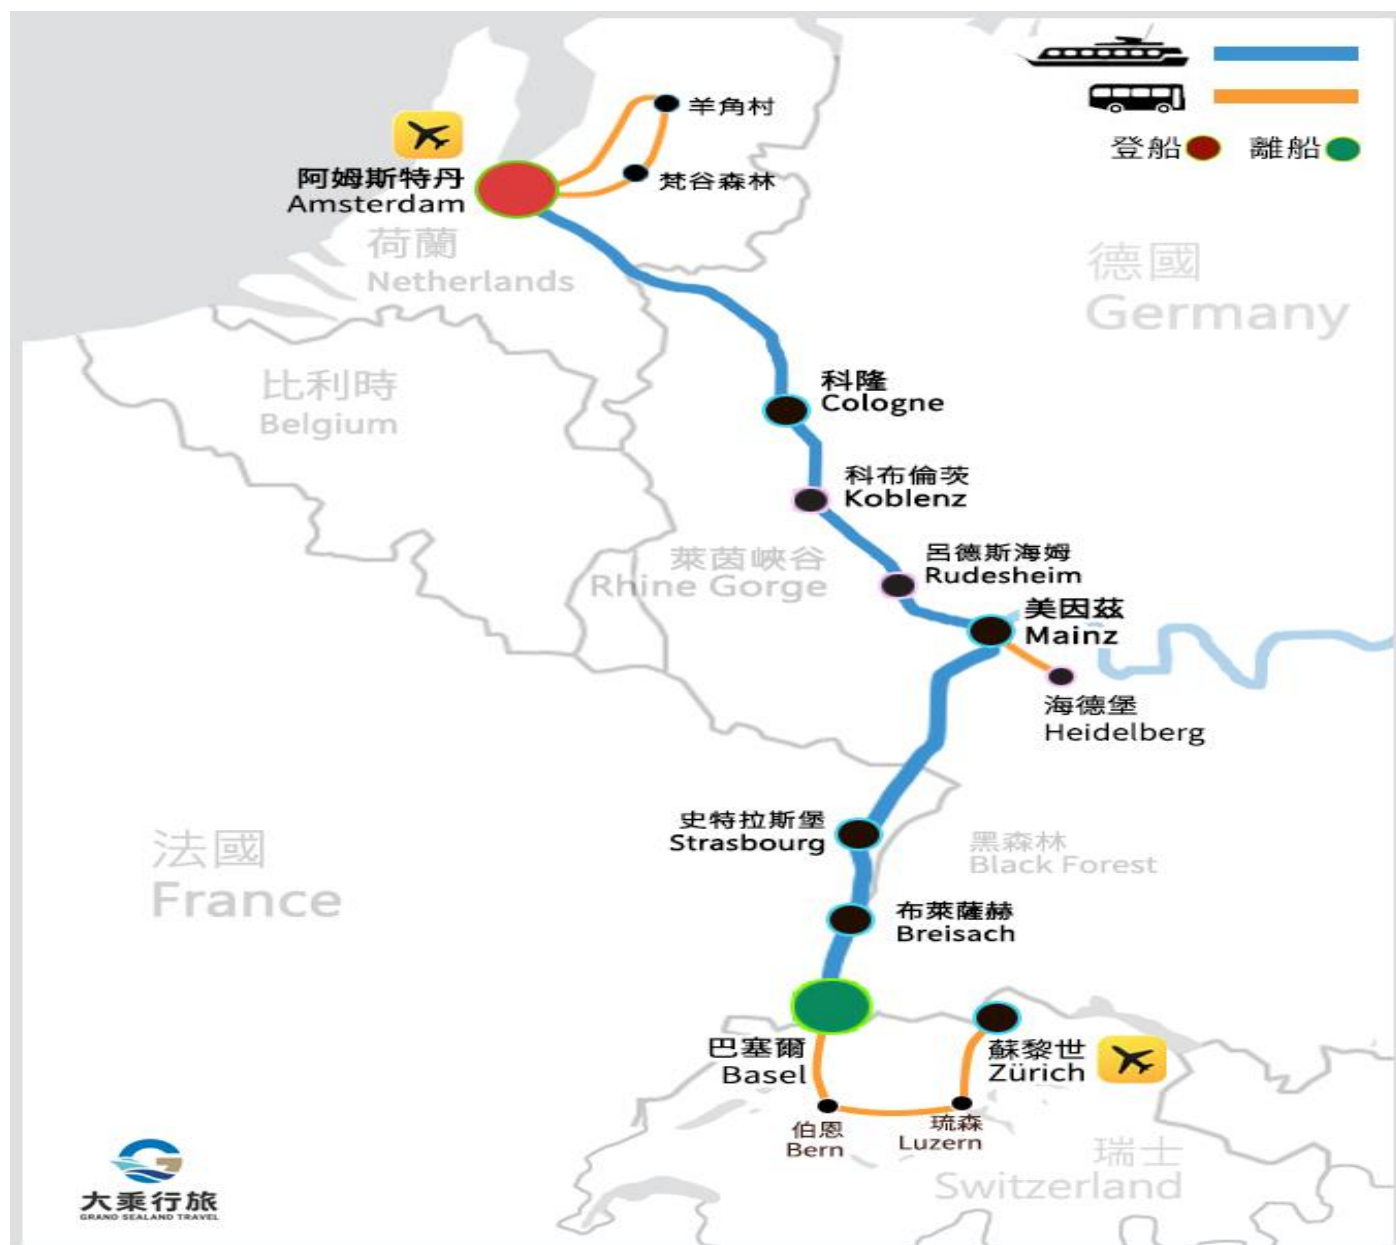 登船
離船
羊角村
梵谷森林
阿姆斯特丹
Amsterdam
荷蘭
Netherlands
德國
Germany
比利時
Belgium
科隆
Cologne
科布倫茨
Koblenz
萊茵峽谷
Rhine Gorge
呂德斯海姆
Rudesheim
美因茲
Mainz
海德堡
Heidelberg
史特拉斯堡
Strasbourg
法國
France
黑森林
Black Forest
布萊薩赫
Breisach
巴塞爾
Basel
蘇黎世
Zürich
伯恩
Bern
琉森
Luzern
瑞士
Switzerland
大乘行旅
GRAND SEALAND TRAVEL